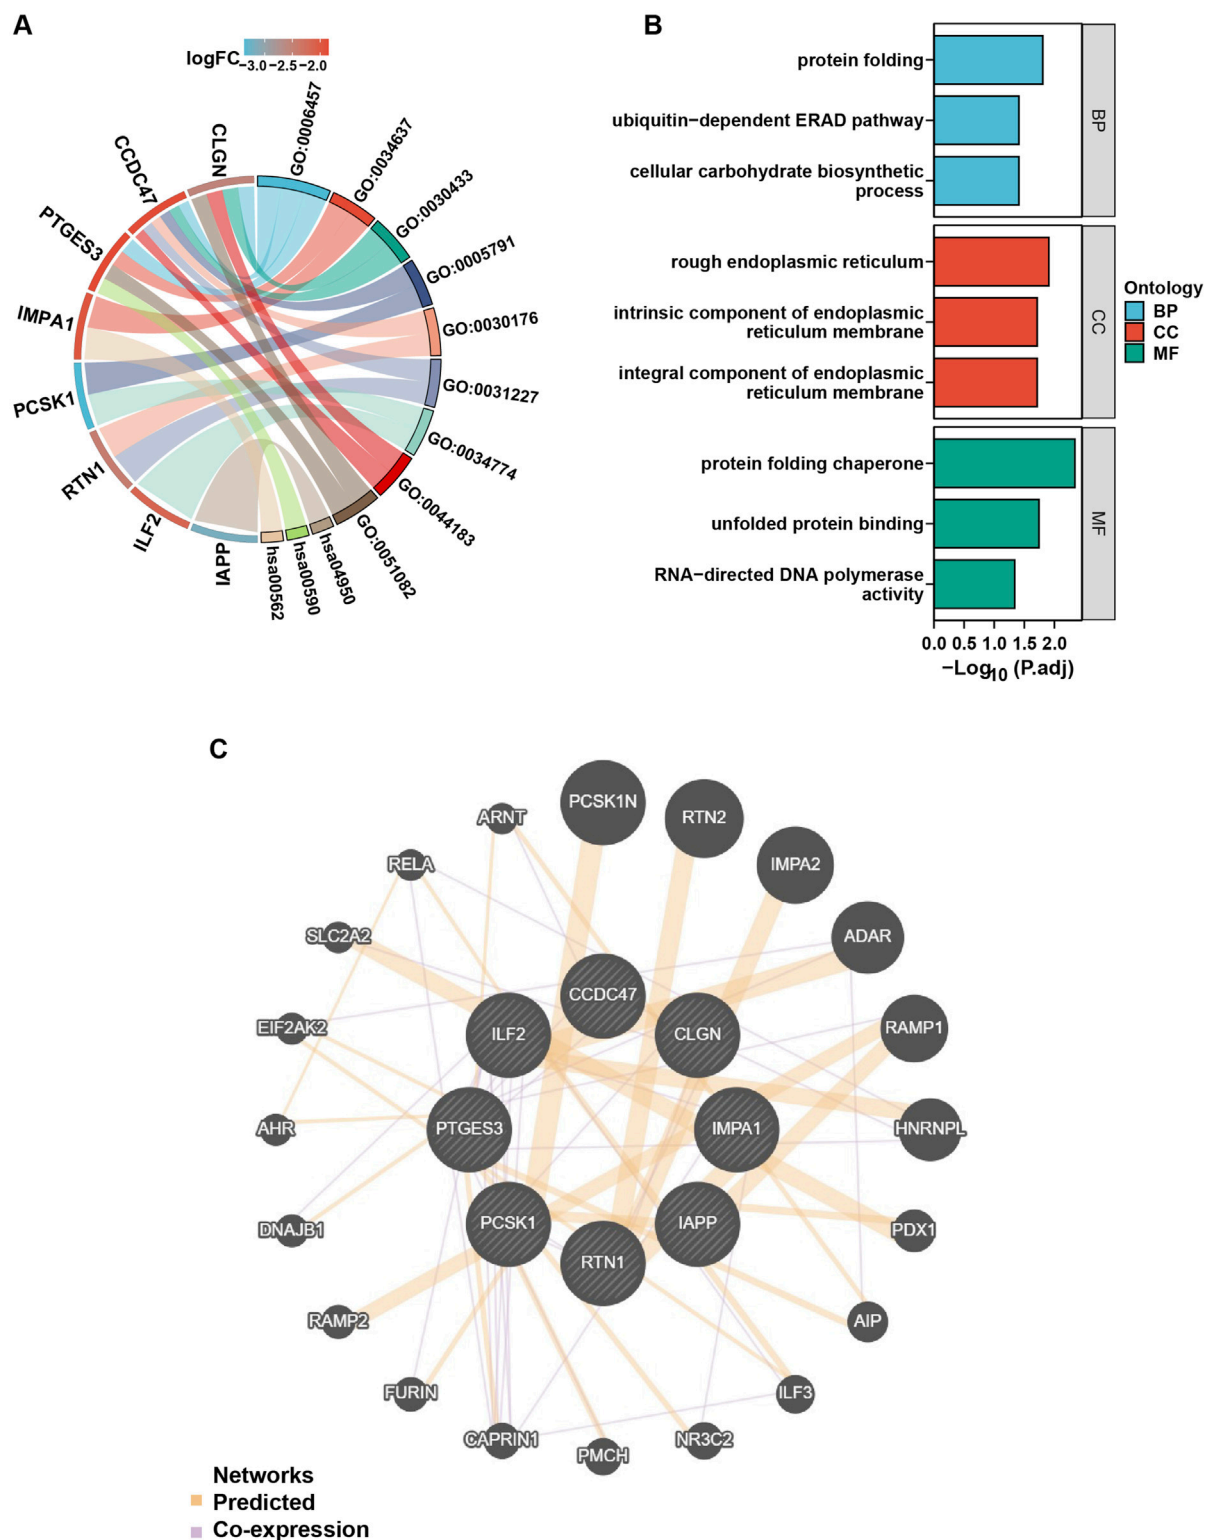 A
logFC
−3.0 −2.5 −2.0
CLGN
CCDC47
PTGES3
IMPA1
PCSK1
RTN1
ILF2
IAPP
GO:0006457
GO:0034637
GO:0030433
GO:0005791
GO:0030176
GO:0031227
GO:0034774
GO:0044183
GO:0051082
hsa04950
hsa00590
hsa00562
B
protein folding
ubiquitin−dependent ERAD pathway
cellular carbohydrate biosynthetic
process
BP
rough endoplasmic reticulum
intrinsic component of endoplasmic
reticulum membrane
integral component of endoplasmic
reticulum membrane
CC
protein folding chaperone
unfolded protein binding
RNA−directed DNA polymerase
activity
MF
0.0 0.5 1.0 1.5 2.0
−Log10 (P.adj)
Ontology
BP
CC
MF
C
PCSK1N
RTN2
IMPA2
ADAR
RAMP1
HNRNPL
PDX1
AIP
ILF3
NR3C2
PMCH
CAPRIN1
FURIN
RAMP2
DNAJB1
AHR
EIF2AK2
SLC2A2
RELA
ARNT
CCDC47
CLGN
IMPA1
IAPP
RTN1
PCSK1
PTGES3
ILF2
Networks
Predicted
Co-expression